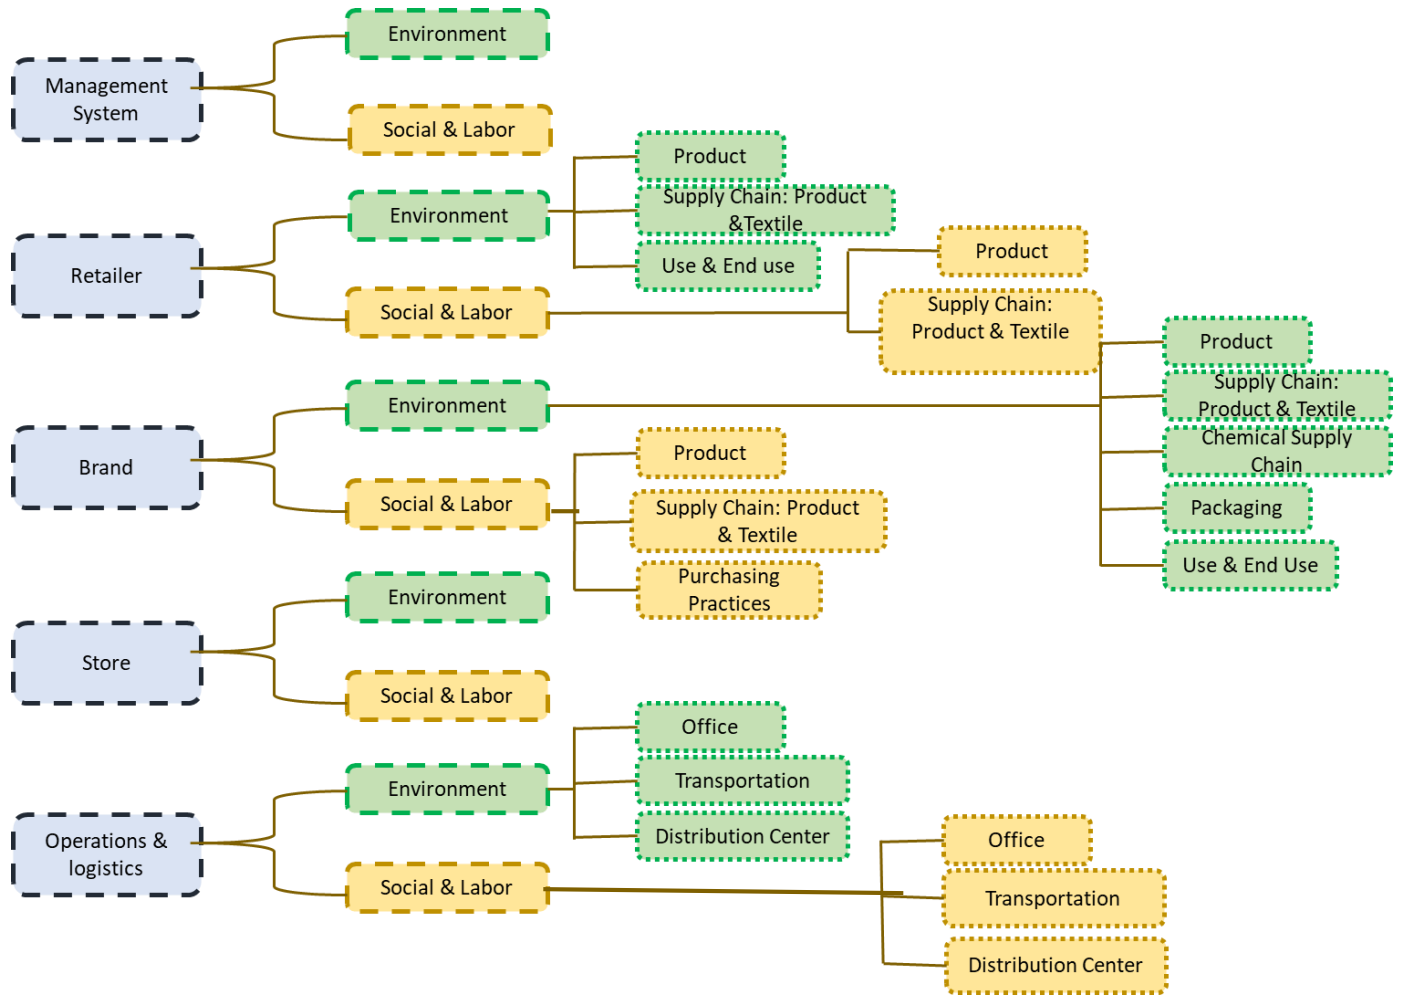 Management
System
Environment
Social & Labor
Retailer
Environment
Product
Supply Chain: Product
&Textile
Use & End use
Social & Labor
Product
Supply Chain:
Product & Textile
Brand
Environment
Product
Supply Chain:
Product & Textile
Chemical Supply
Chain
Packaging
Use & End Use
Social & Labor
Product
Supply Chain: Product
& Textile
Purchasing
Practices
Store
Environment
Social & Labor
Operations &
logistics
Environment
Office
Transportation
Distribution Center
Social & Labor
Office
Transportation
Distribution Center